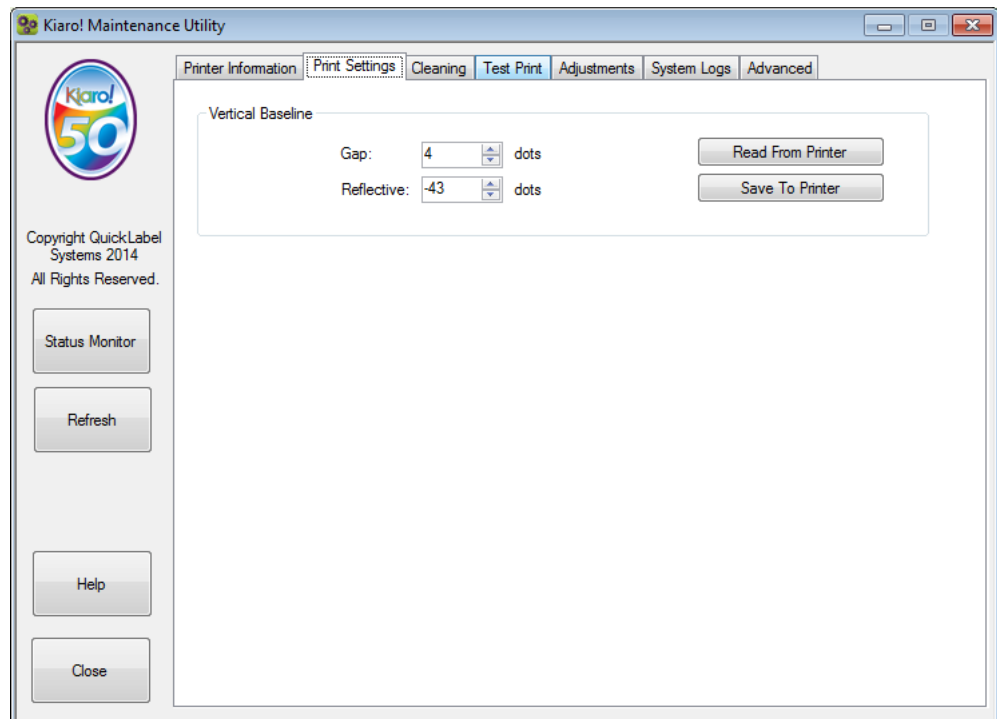 Kiaro! Maintenance Utility
Printer Information Print Settings Cleaning Test Print Adjustments System Logs Advanced
Kiaro!
50
Copyright QuickLabel
Systems 2014
All Rights Reserved.
Status Monitor
Refresh
Help
Close
Vertical Baseline
Gap: 4 dots
Reflective: -43 dots
Read From Printer
Save To Printer